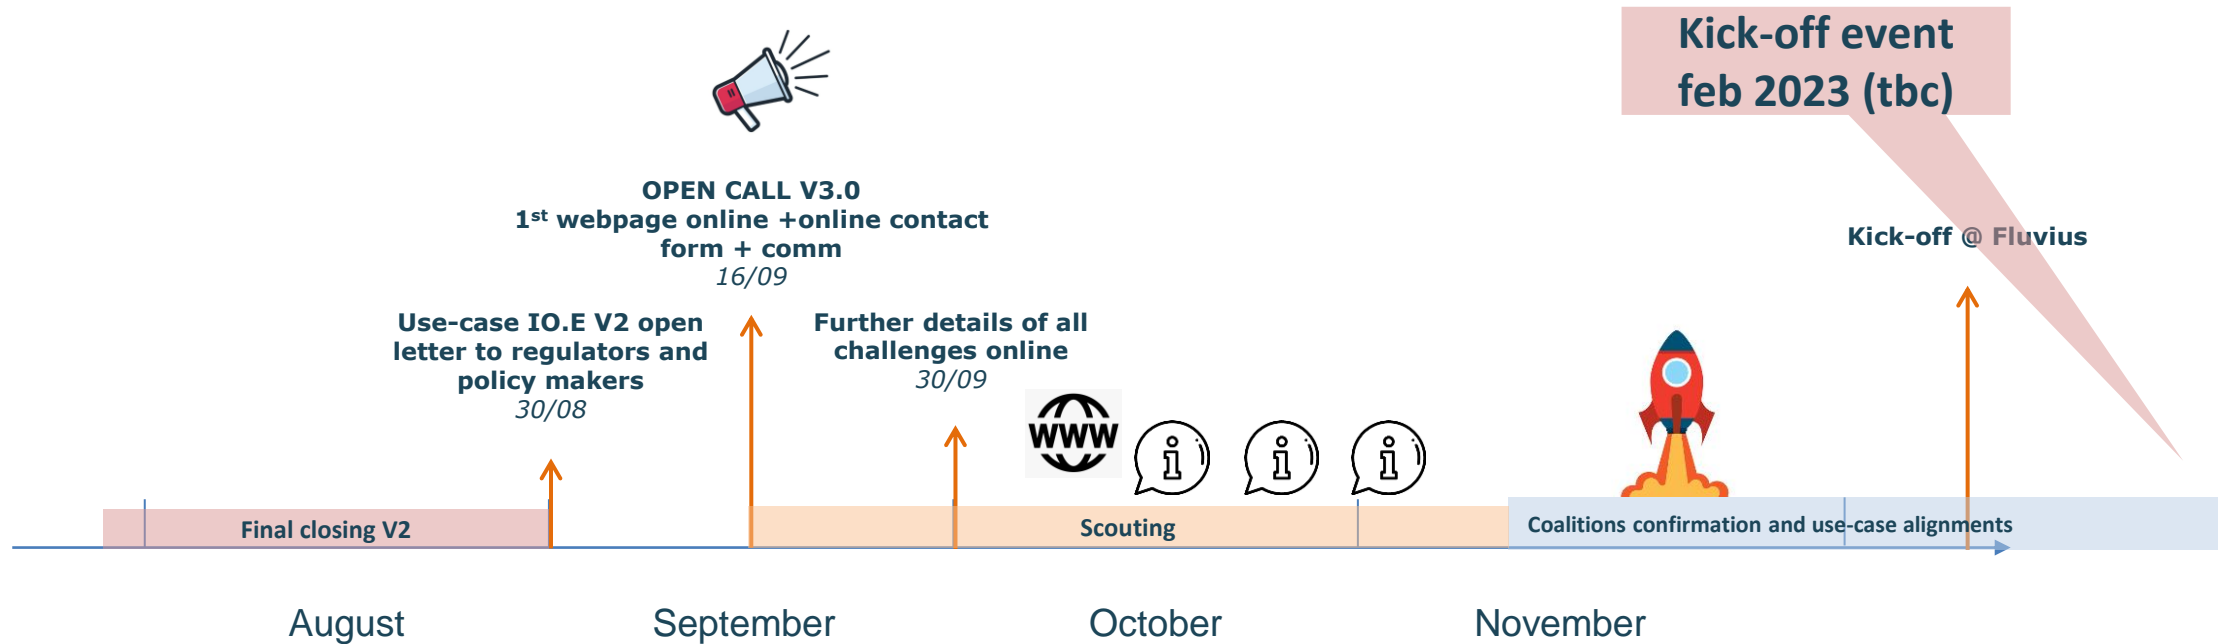 Kick-off event
feb 2023 (tbc)
OPEN CALL V3.0
1st webpage online +online contact
form + comm
16/09
Kick-off @ Fluvius
Use-case IO.E V2 open
letter to regulators and
policy makers
30/08
Further details of all
challenges online
30/09
WWW
i
i
i
Final closing V2
Scouting
Coalitions confirmation and use-case alignments
August
September
October
November